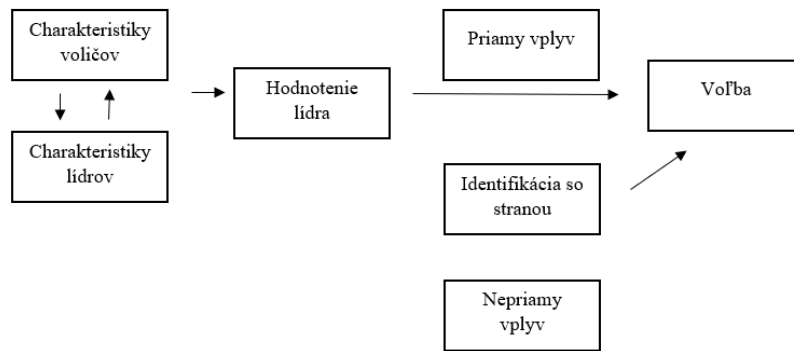 Charakteristiky
voličov
Charakteristiky
lídrov
Hodnotenie
lídra
Priamy vplyv
Identifikácia so
stranou
Nepriamy
vplyv
Voľba